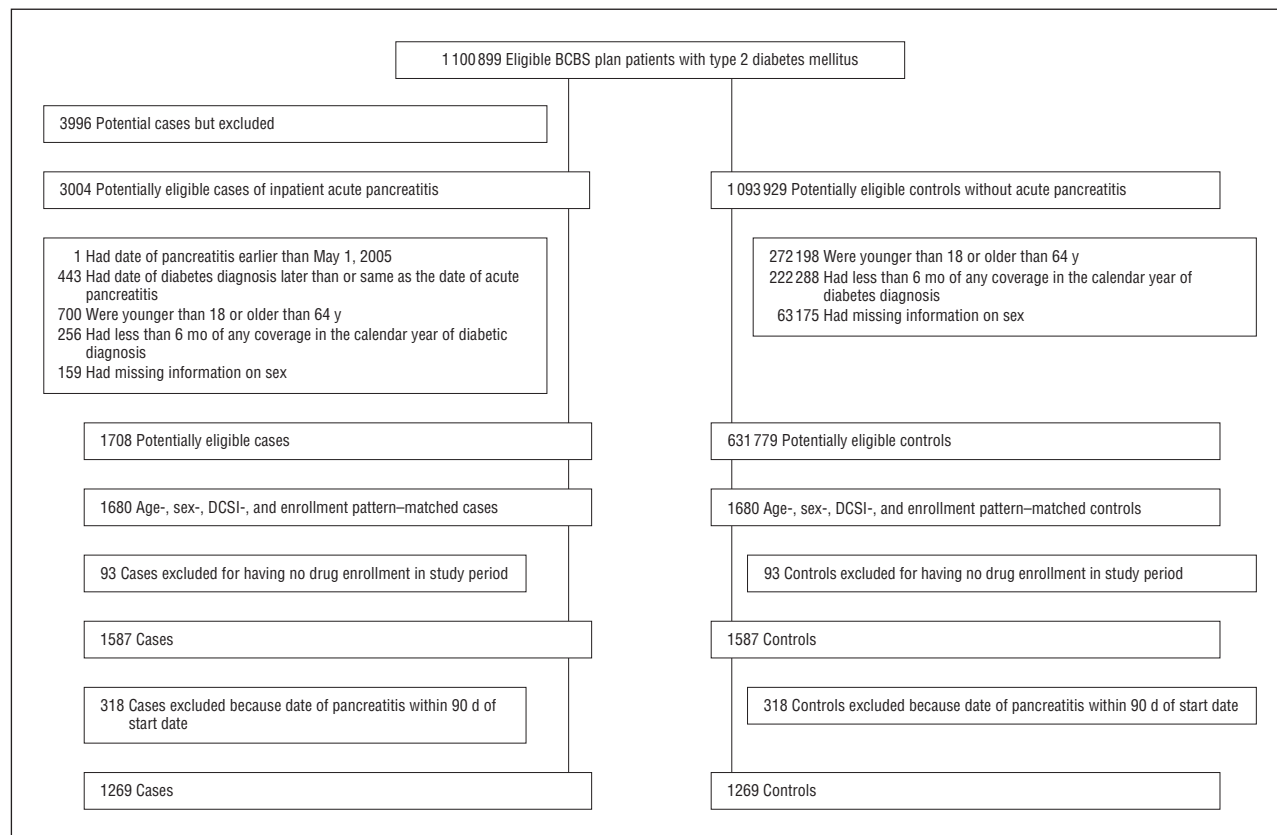 1 100 899 Eligible BCBS plan patients with type 2 diabetes mellitus
3996 Potential cases but excluded
3004 Potentially eligible cases of inpatient acute pancreatitis
1 093 929 Potentially eligible controls without acute pancreatitis
1 Had date of pancreatitis earlier than May 1, 2005
443 Had date of diabetes diagnosis later than or same as the date of acute
pancreatitis
700 Were younger than 18 or older than 64 y
256 Had less than 6 mo of any coverage in the calendar year of diabetic
diagnosis
159 Had missing information on sex
272 198 Were younger than 18 or older than 64 y
222 288 Had less than 6 mo of any coverage in the calendar year of
diabetes diagnosis
63 175 Had missing information on sex
1708 Potentially eligible cases
631 779 Potentially eligible controls
1680 Age-, sex-, DCSI-, and enrollment pattern–matched cases
1680 Age-, sex-, DCSI-, and enrollment pattern–matched controls
93 Cases excluded for having no drug enrollment in study period
93 Controls excluded for having no drug enrollment in study period
1587 Cases
1587 Controls
318 Cases excluded because date of pancreatitis within 90 d of
start date
318 Controls excluded because date of pancreatitis within 90 d of start date
1269 Cases
1269 Controls